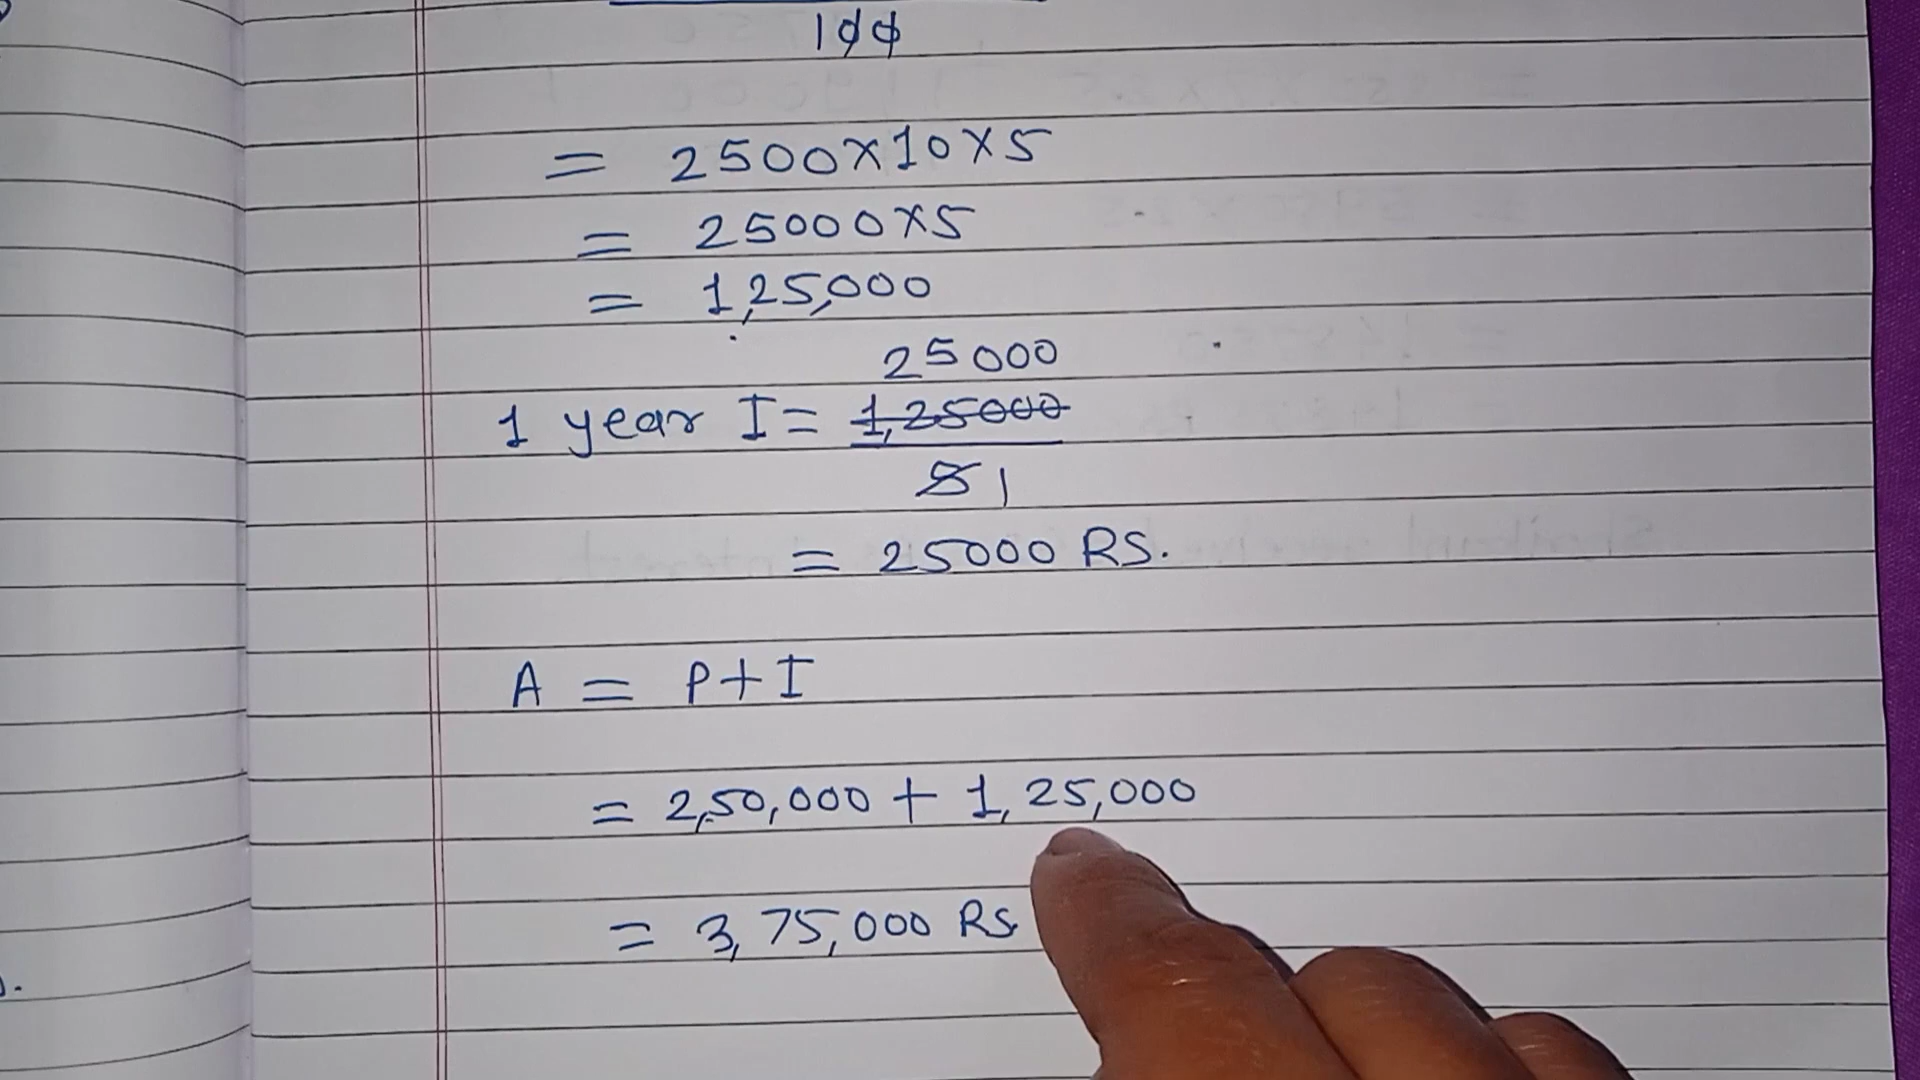 100
= 2500×10×5
= 25000×5
= 1,25,000
25000
1 year I = 1,25000
5 1
= 25000 RS.
A = P+I
= 2,50,000 + 1,25,000
= 3,75,000 Rs